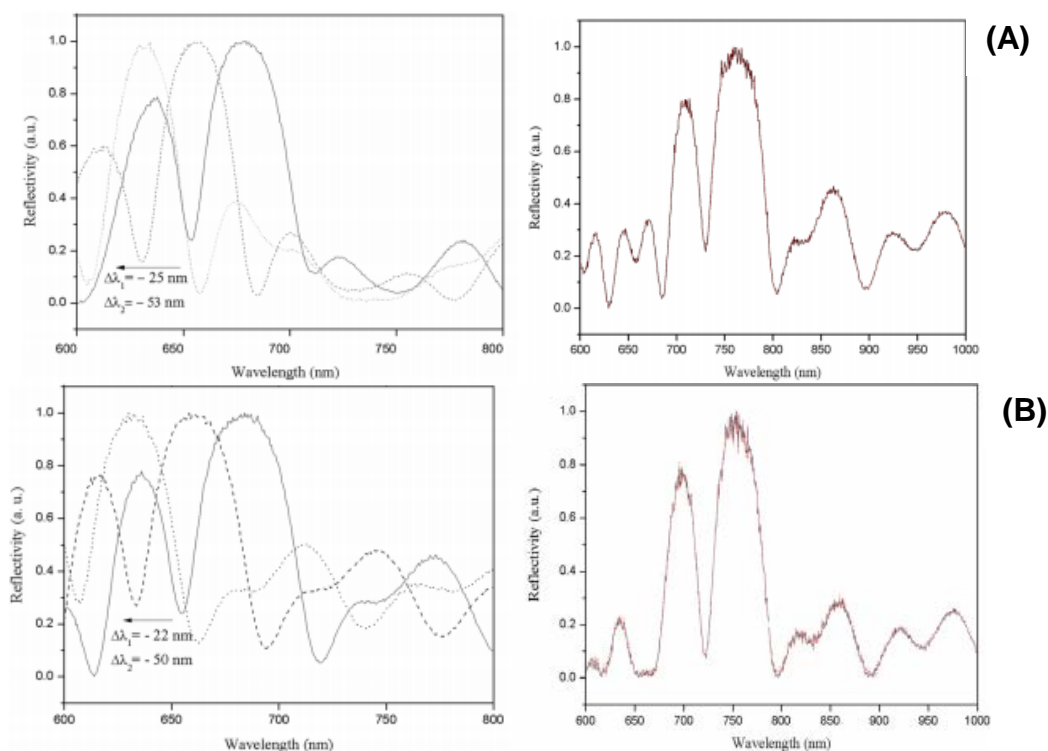 (A)
Reflectivity (a.u.)
1.0
0.8
0.6
0.4
0.2
0.0
Δλ₁= – 25 nm
Δλ₂= – 53 nm
600 650 700 750 800
Wavelength (nm)
Reflectivity (a.u.)
1.0
0.8
0.6
0.4
0.2
0.0
600 650 700 750 800 850 900 950 1000
Wavelength (nm)
(B)
Reflectivity (a. u.)
1.0
0.8
0.6
0.4
0.2
0.0
Δλ₁= - 22 nm
Δλ₂= - 50 nm
600 650 700 750 800
Wavelength (nm)
Reflectivity (a.u.)
1.0
0.8
0.6
0.4
0.2
0.0
600 650 700 750 800 850 900 950 1000
Wavelength (nm)